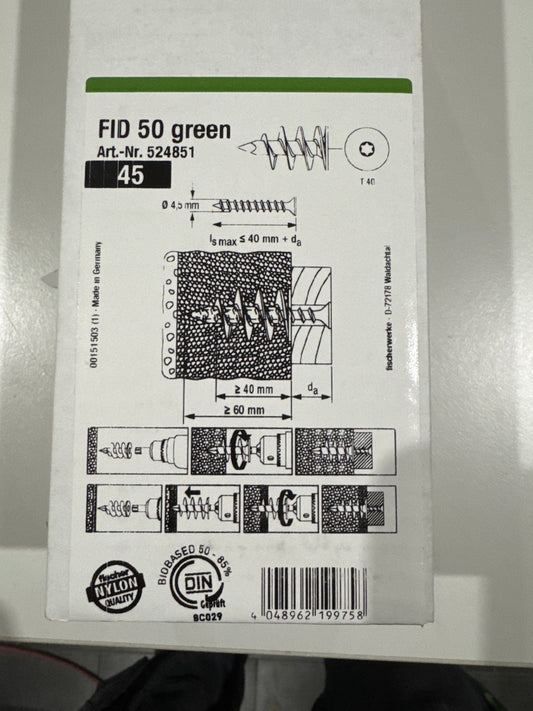 FID 50 green
Art.-Nr. 524851
45
T 40
Ø 4,5 mm
ls max ≤ 40 mm + da
00151503 (1) · Made in Germany
fischerwerke · D-72178 Waldachtal
≥ 40 mm
da
≥ 60 mm
fischer
NYLON
QUALITY
BIOBASED 50 - 85%
DIN
Geprüft
8C029
4 048962 199758